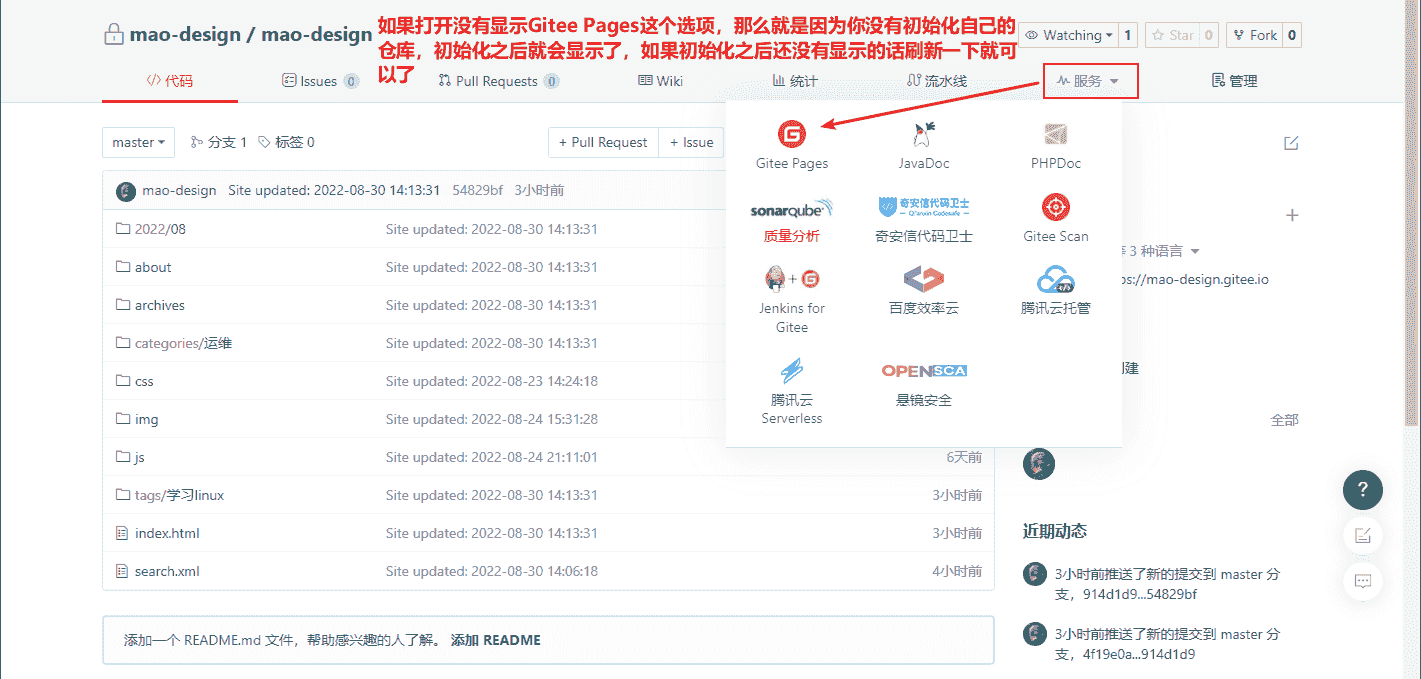 mao-design / mao-design
如果打开没有显示Gitee Pages这个选项，那么就是因为你没有初始化自己的
仓库，初始化之后就会显示了，如果初始化之后还没有显示的话刷新一下就可
以了
Watching 1 Star 0 Fork 0
代码 Issues 0 Pull Requests 0 Wiki 统计 流水线 服务 管理
master 分支 1 标签 0 + Pull Request + Issue
mao-design Site updated: 2022-08-30 14:13:31 54829bf 3小时前
2022/08 Site updated: 2022-08-30 14:13:31
about Site updated: 2022-08-30 14:13:31
archives Site updated: 2022-08-30 14:13:31
categories/运维 Site updated: 2022-08-30 14:13:31
css Site updated: 2022-08-23 14:24:18
img Site updated: 2022-08-24 15:31:28
js Site updated: 2022-08-24 21:11:01 6天前
tags/学习linux Site updated: 2022-08-30 14:13:31 3小时前
index.html Site updated: 2022-08-30 14:13:31 3小时前
search.xml Site updated: 2022-08-30 14:06:18 4小时前
添加一个 README.md 文件，帮助感兴趣的人了解。 添加 README
Gitee Pages JavaDoc PHPDoc
sonarqube 奇安信代码卫士
Qi'anxin Codesafe
质量分析 奇安信代码卫士 Gitee Scan
Jenkins for
Gitee
百度效率云 腾讯云托管
OPENSCA
腾讯云
Serverless
悬镜安全
3 种语言
ps://mao-design.gitee.io
建
全部
?
近期动态
3小时前推送了新的提交到 master 分
支，914d1d9...54829bf
3小时前推送了新的提交到 master 分
支，4f19e0a...914d1d9